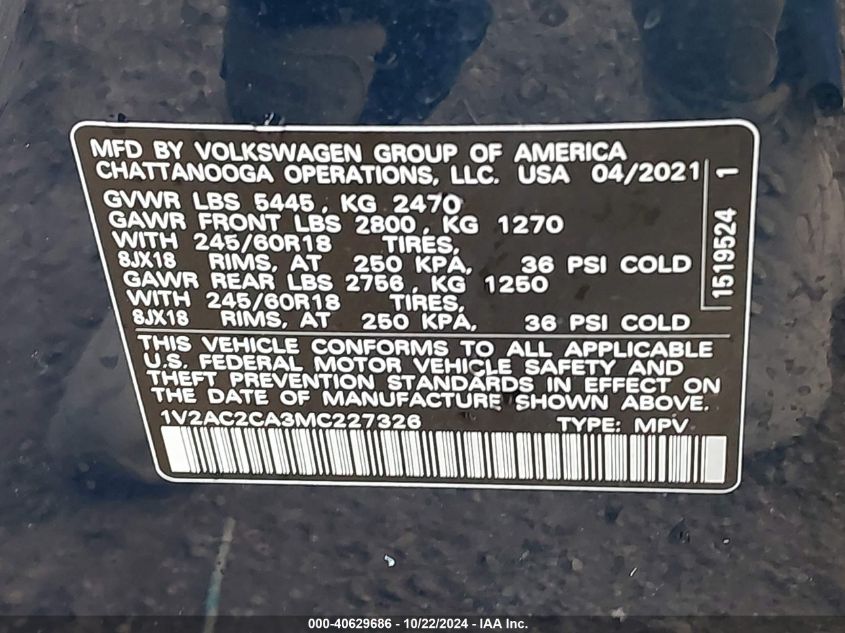 MFD BY VOLKSWAGEN GROUP OF AMERICA
CHATTANOOGA OPERATIONS, LLC. USA 04/2021
GVWR LBS 5445, KG 2470
GAWR FRONT LBS 2800, KG 1270
WITH 245/60R18 TIRES,
8JX18 RIMS, AT 250 KPA, 36 PSI COLD
GAWR REAR LBS 2756, KG 1250
WITH 245/60R18 TIRES,
8JX18 RIMS, AT 250 KPA, 36 PSI COLD
1519524 1
THIS VEHICLE CONFORMS TO ALL APPLICABLE
U.S. FEDERAL MOTOR VEHICLE SAFETY AND
THEFT PREVENTION STANDARDS IN EFFECT ON
THE DATE OF MANUFACTURE SHOWN ABOVE.
1V2AC2CA3MC227326 TYPE: MPV
000-40629686 - 10/22/2024 - IAA Inc.